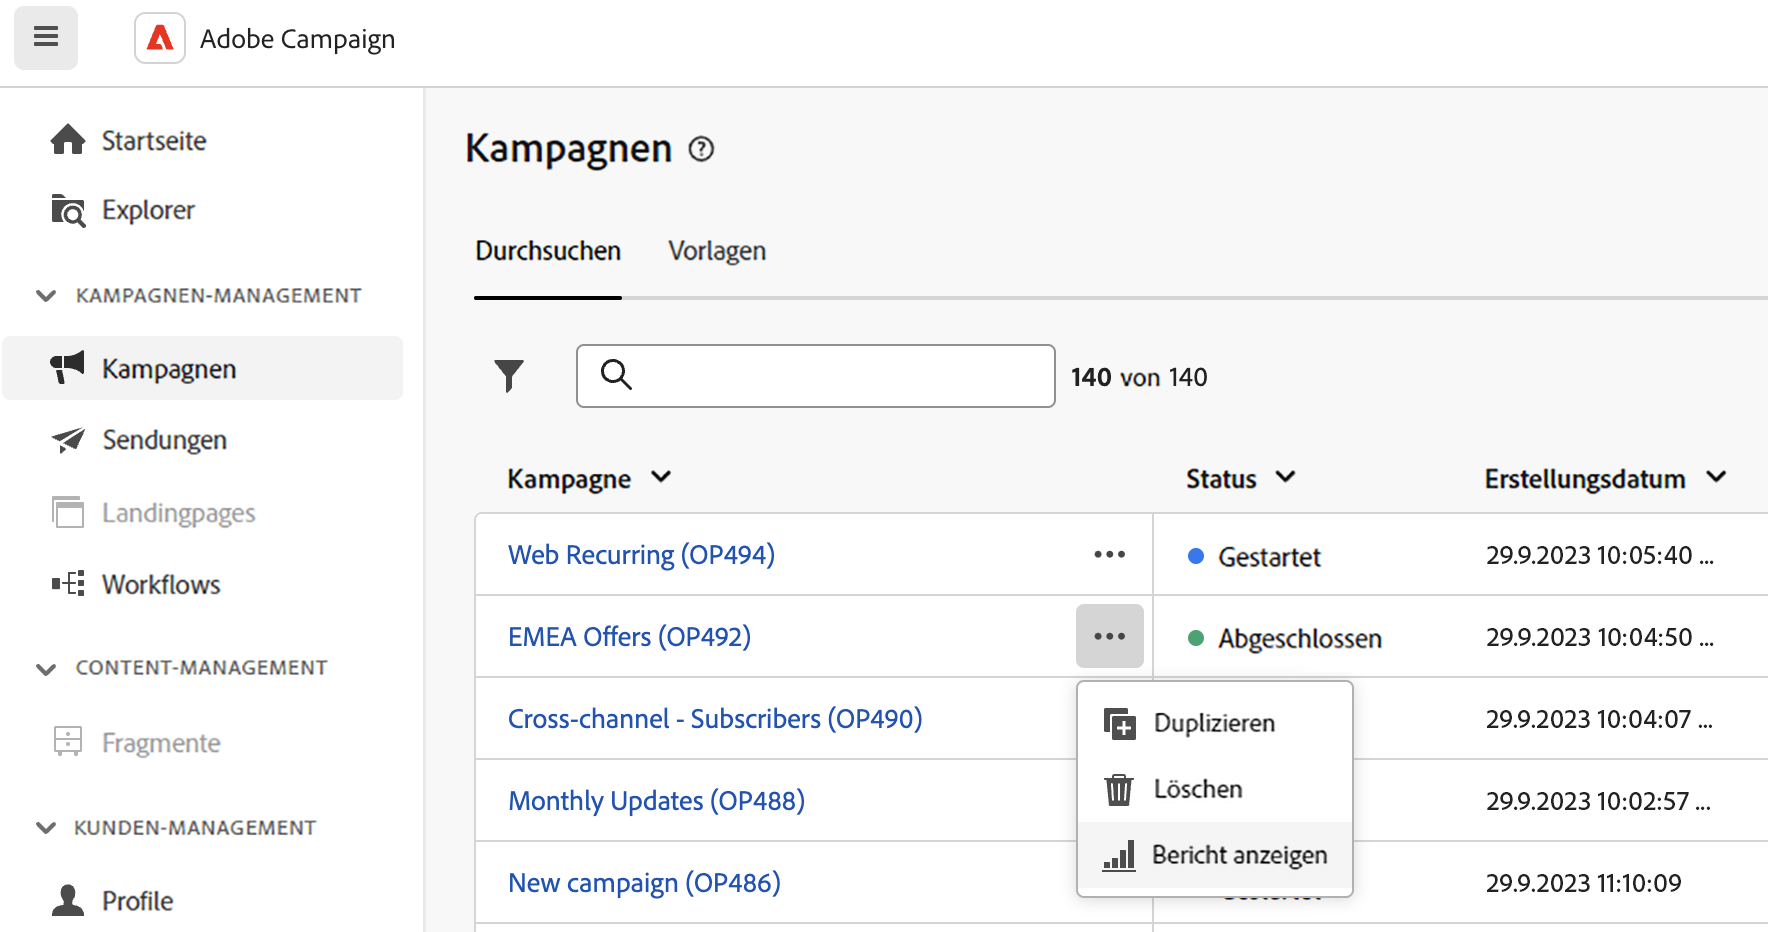 Adobe Campaign
Startseite
Explorer
KAMPAGNEN-MANAGEMENT
Kampagnen
Sendungen
Landingpages
Workflows
CONTENT-MANAGEMENT
Fragmente
KUNDEN-MANAGEMENT
Profile
Kampagnen
Durchsuchen Vorlagen
140 von 140
Kampagne Status Erstellungsdatum
Web Recurring (OP494) Gestartet 29.9.2023 10:05:40 ...
EMEA Offers (OP492) Abgeschlossen 29.9.2023 10:04:50 ...
Cross-channel - Subscribers (OP490) 29.9.2023 10:04:07 ...
Monthly Updates (OP488) 29.9.2023 10:02:57 ...
New campaign (OP486) 29.9.2023 11:10:09
Duplizieren
Löschen
Bericht anzeigen